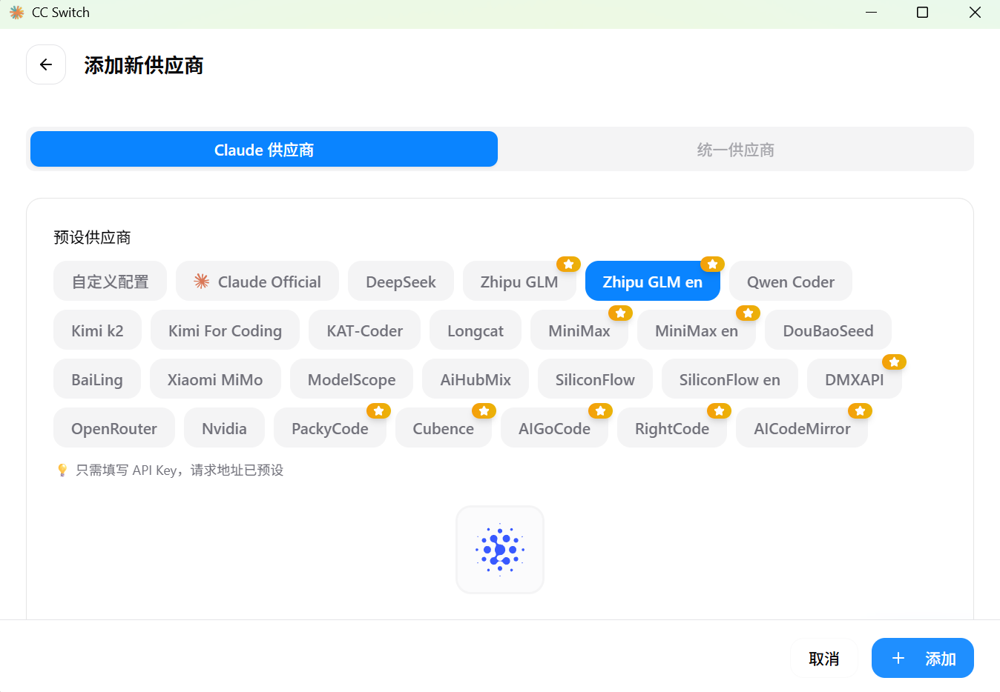 CC Switch
添加新供应商
Claude 供应商
统一供应商
预设供应商
自定义配置
Claude Official
DeepSeek
Zhipu GLM
Zhipu GLM en
Qwen Coder
Kimi k2
Kimi For Coding
KAT-Coder
Longcat
MiniMax
MiniMax en
DouBaoSeed
BaiLing
Xiaomi MiMo
ModelScope
AiHubMix
SiliconFlow
SiliconFlow en
DMXAPI
OpenRouter
Nvidia
PackyCode
Cubence
AIGoCode
RightCode
AICodeMirror
只需填写 API Key，请求地址已预设
取消
添加